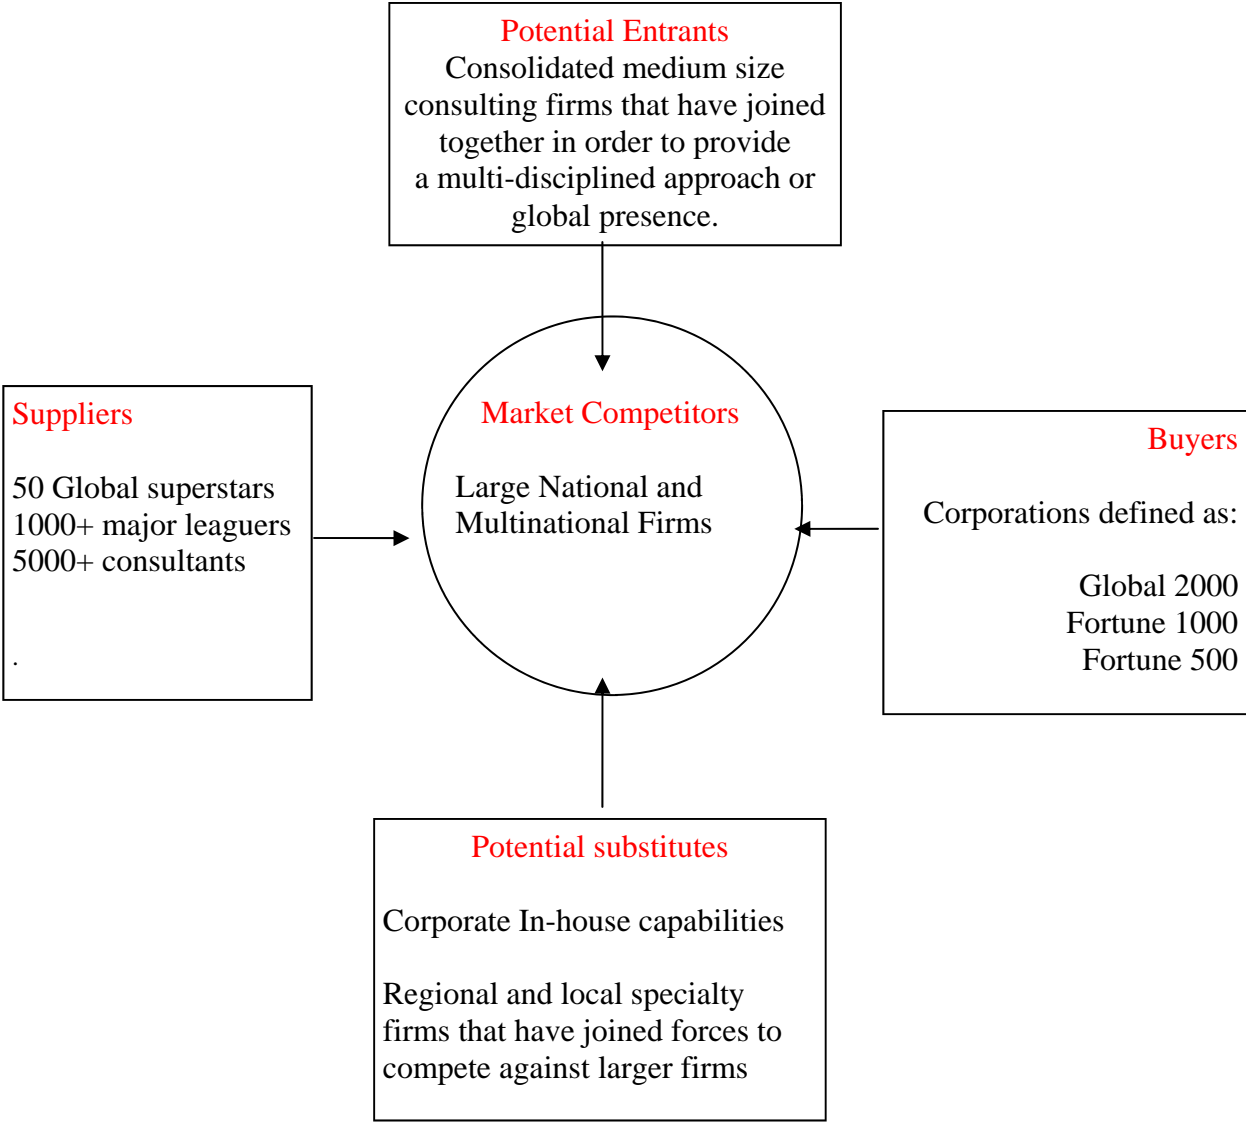 Potential Entrants
Consolidated medium size
consulting firms that have joined
together in order to provide
a multi-disciplined approach or
global presence.
Suppliers
50 Global superstars
1000+ major leaguers
5000+ consultants
.
Market Competitors
Large National and
Multinational Firms
Buyers
Corporations defined as:
Global 2000
Fortune 1000
Fortune 500
Potential substitutes
Corporate In-house capabilities
Regional and local specialty
firms that have joined forces to
compete against larger firms